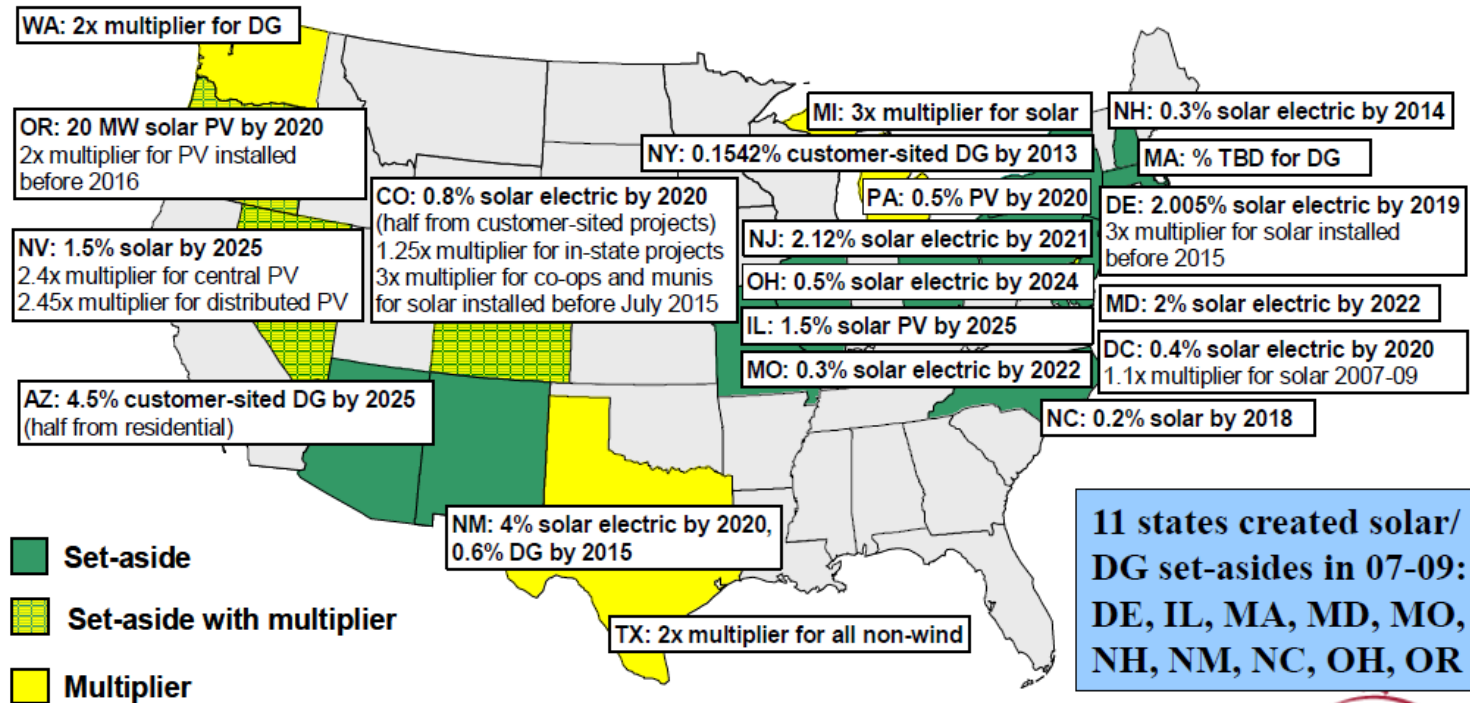 WA: 2x multiplier for DG
OR: 20 MW solar PV by 2020
2x multiplier for PV installed
before 2016
NV: 1.5% solar by 2025
2.4x multiplier for central PV
2.45x multiplier for distributed PV
CO: 0.8% solar electric by 2020
(half from customer-sited projects)
1.25x multiplier for in-state projects
3x multiplier for co-ops and munis
for solar installed before July 2015
AZ: 4.5% customer-sited DG by 2025
(half from residential)
NM: 4% solar electric by 2020,
0.6% DG by 2015
TX: 2x multiplier for all non-wind
MI: 3x multiplier for solar
NY: 0.1542% customer-sited DG by 2013
PA: 0.5% PV by 2020
NJ: 2.12% solar electric by 2021
OH: 0.5% solar electric by 2024
IL: 1.5% solar PV by 2025
MO: 0.3% solar electric by 2022
NH: 0.3% solar electric by 2014
MA: % TBD for DG
DE: 2.005% solar electric by 2019
3x multiplier for solar installed
before 2015
MD: 2% solar electric by 2022
DC: 0.4% solar electric by 2020
1.1x multiplier for solar 2007-09
NC: 0.2% solar by 2018
Set-aside
Set-aside with multiplier
Multiplier
11 states created solar/
DG set-asides in 07-09:
DE, IL, MA, MD, MO,
NH, NM, NC, OH, OR